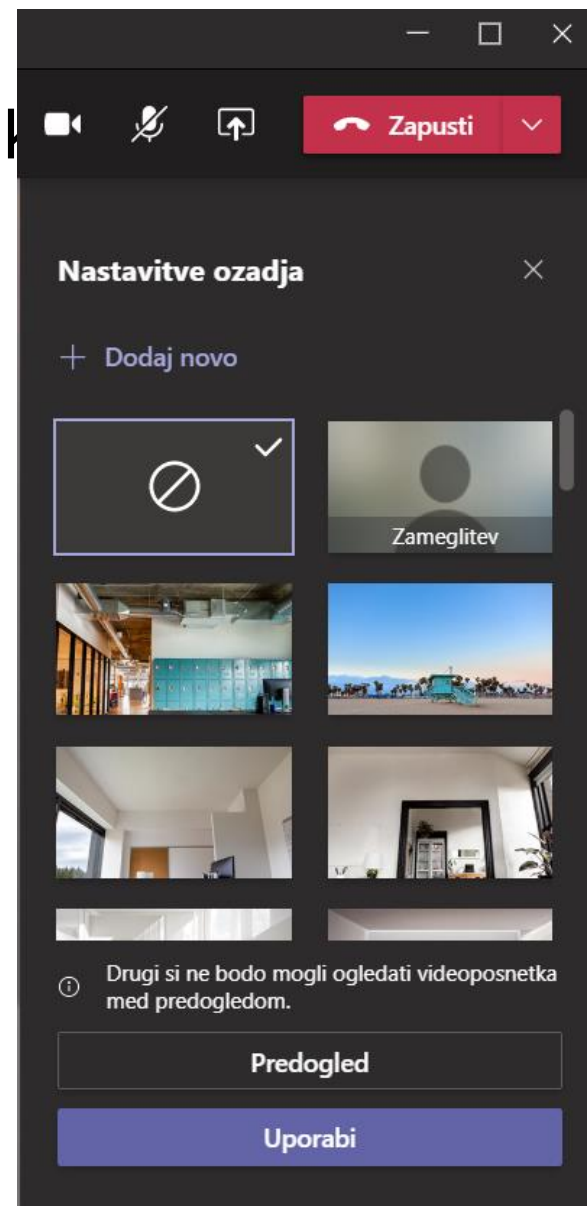 Zapusti
Nastavitve ozadja
Dodaj novo
Zameglitev
Drugi si ne bodo mogli ogledati videoposnetka
med predogledom.
Predogled
Uporabi